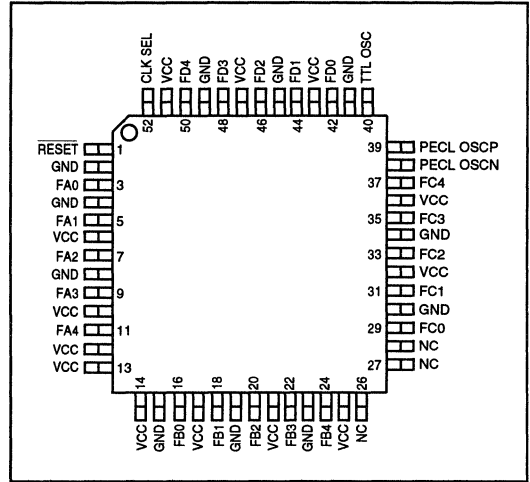 CLK SEL
VCC
FD4
GND
FD3
VCC
FD2
GND
FD1
VCC
FD0
GND
TTL OSC
52
50
48
46
44
42
40
RESET 1
GND
FA0 3
GND
FA1 5
VCC
FA2 7
GND
FA3 9
VCC
FA4 11
VCC
VCC 13
39 PECL OSCP
PECL OSCN
37 FC4
VCC
35 FC3
GND
33 FC2
VCC
31 FC1
GND
29 FC0
NC
27 NC
14
16
18
20
22
24
26
VCC
GND
FB0
VCC
FB1
GND
FB2
VCC
FB3
GND
FB4
VCC
NC